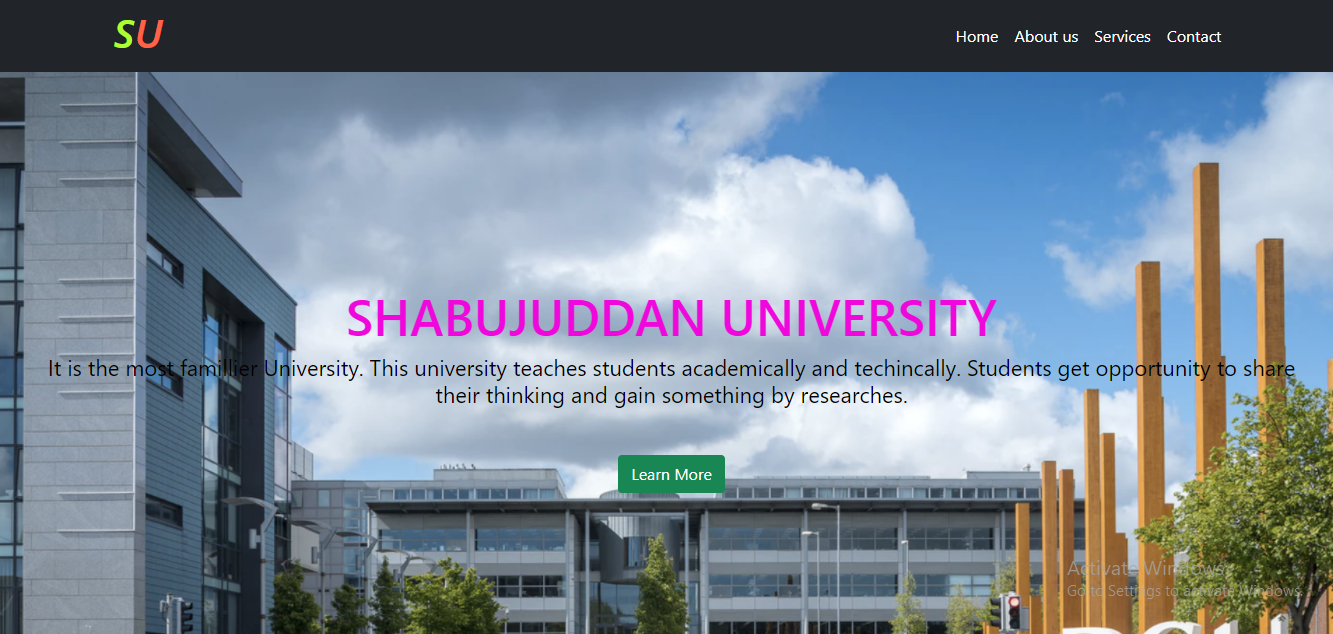 SU
Home About us Services Contact
SHABUJUDDAN UNIVERSITY
It is the most famillier University. This university teaches students academically and techincally. Students get opportunity to share
their thinking and gain something by researches.
Learn More
Activate Windows
Go to Settings to activate Windows.